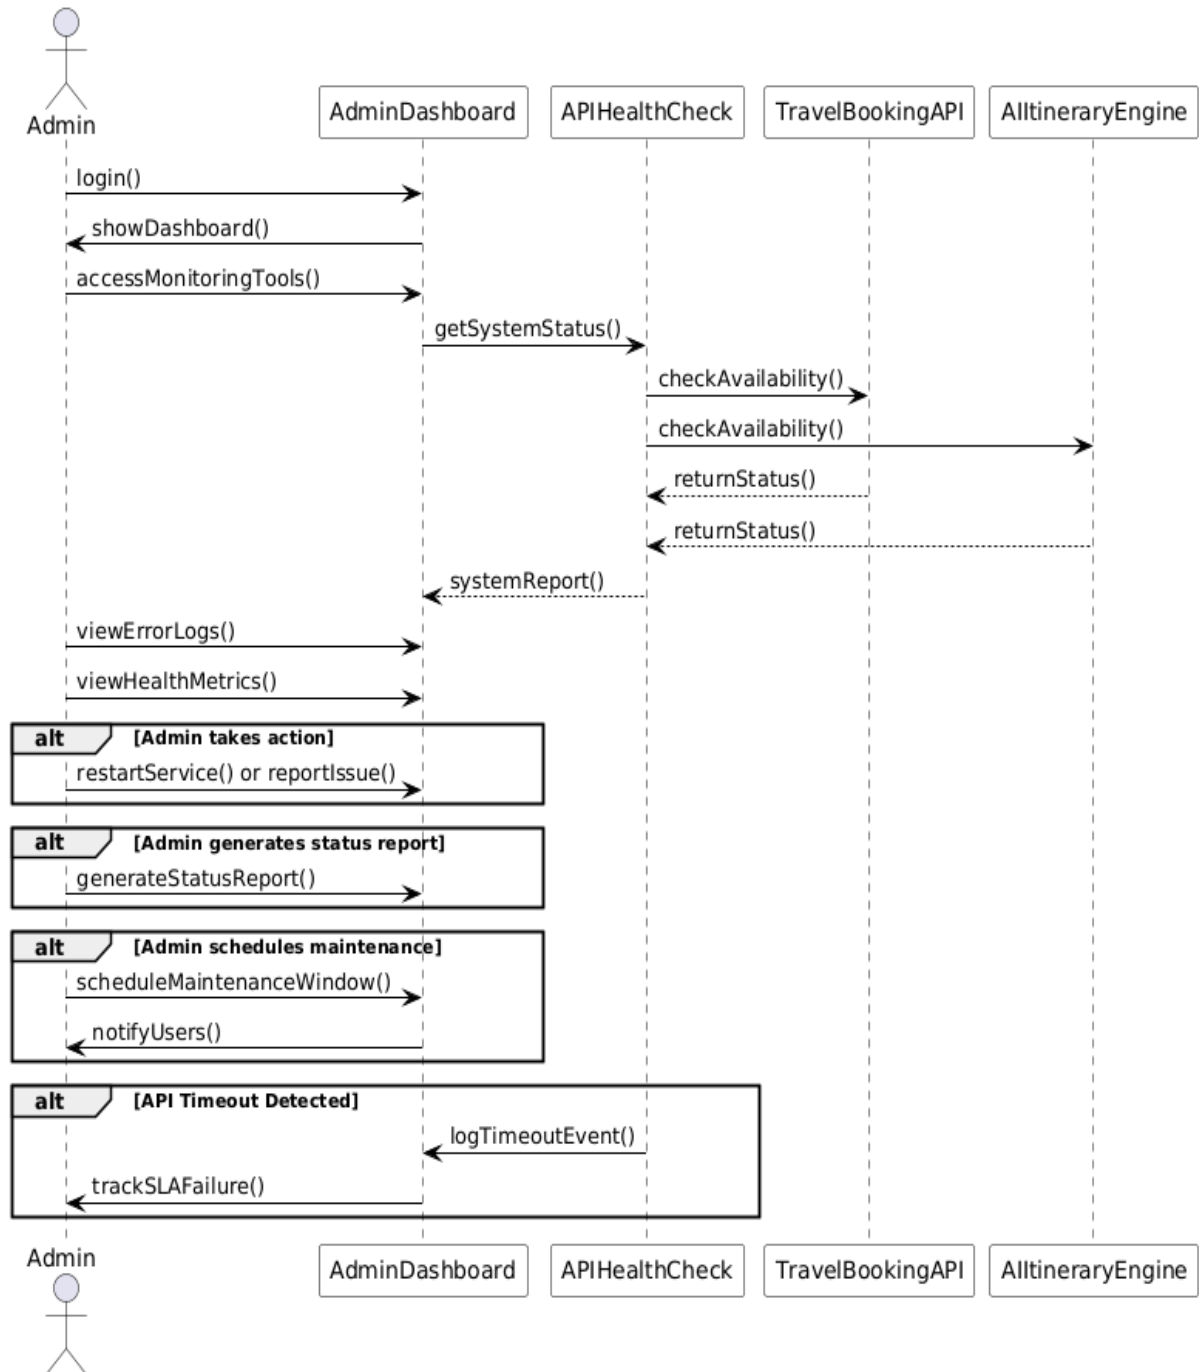 Admin
AdminDashboard
APIHealthCheck
TravelBookingAPI
AIItineraryEngine
login()
showDashboard()
accessMonitoringTools()
getSystemStatus()
checkAvailability()
checkAvailability()
returnStatus()
returnStatus()
systemReport()
viewErrorLogs()
viewHealthMetrics()
alt [Admin takes action]
restartService() or reportIssue()
alt [Admin generates status report]
generateStatusReport()
alt [Admin schedules maintenance]
scheduleMaintenanceWindow()
notifyUsers()
alt [API Timeout Detected]
logTimeoutEvent()
trackSLAFailure()
Admin
AdminDashboard
APIHealthCheck
TravelBookingAPI
AIItineraryEngine